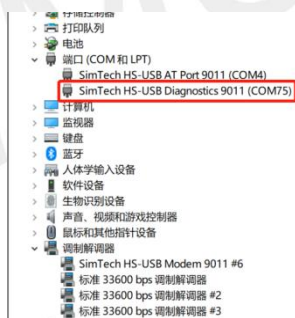 存储控制器
打印队列
电池
端口 (COM 和 LPT)
SimTech HS-USB AT Port 9011 (COM4)
SimTech HS-USB Diagnostics 9011 (COM75)
计算机
监视器
键盘
蓝牙
人体学输入设备
软件设备
生物识别设备
声音、视频和游戏控制器
鼠标和其他指针设备
调制解调器
SimTech HS-USB Modem 9011 #6
标准 33600 bps 调制解调器
标准 33600 bps 调制解调器 #2
标准 33600 bps 调制解调器 #3